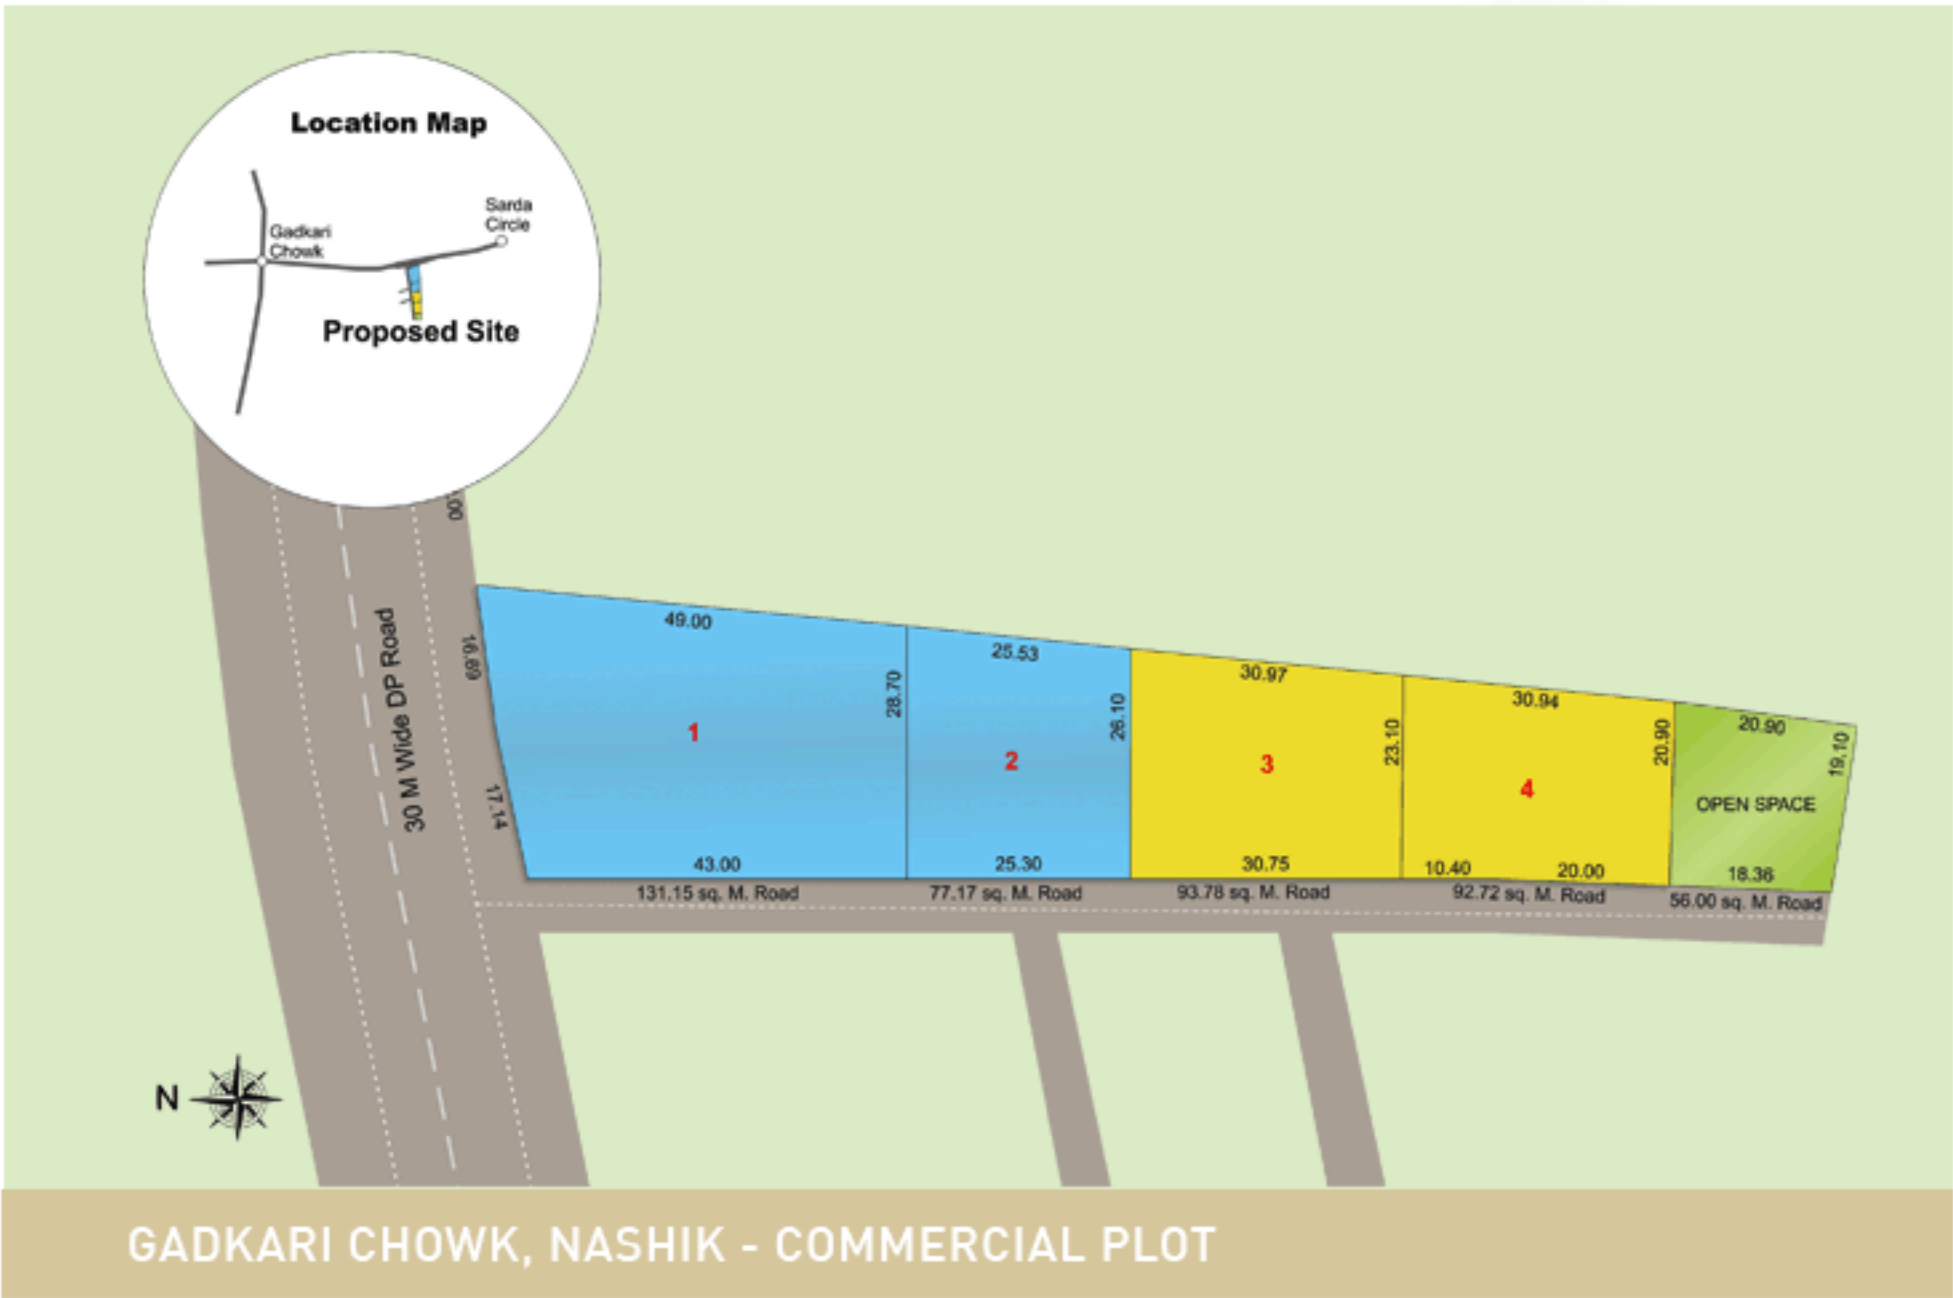 Location Map
Sarda
Circle
Gadkari
Chowk
Proposed Site
30 M Wide DP Road
16.69
17.14
49.00
1
28.70
43.00
131.15 sq. M. Road
25.53
2
26.10
25.30
77.17 sq. M. Road
30.97
3
23.10
30.75
93.78 sq. M. Road
30.94
4
20.90
10.40
20.00
92.72 sq. M. Road
20.90
19.10
OPEN SPACE
18.36
56.00 sq. M. Road
N
GADKARI CHOWK, NASHIK - COMMERCIAL PLOT